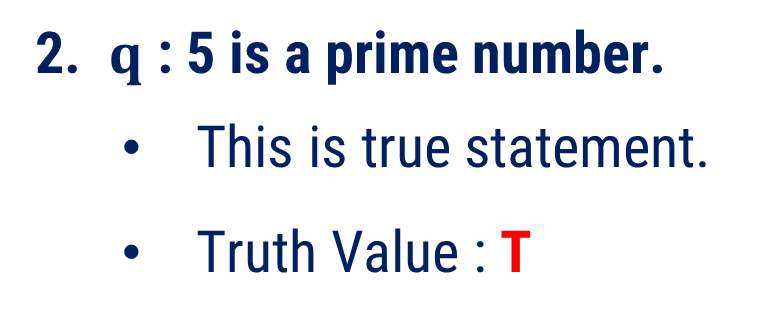 2. q : 5 is a prime number.
• This is true statement.
• Truth Value : T